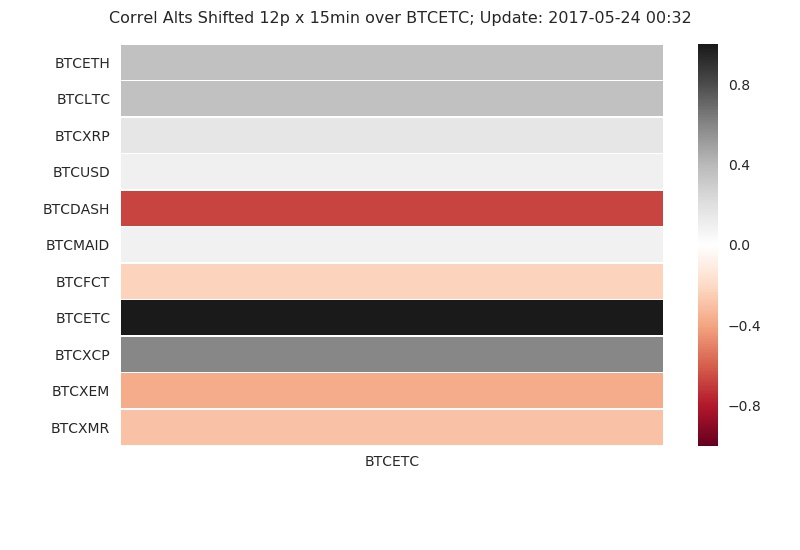 Correl Alts Shifted 12p x 15min over BTCETC; Update: 2017-05-24 00:32
BTCETH
BTCLTC
BTCXRP
BTCUSD
BTCDASH
BTCMAID
BTCFCT
BTCETC
BTCXCP
BTCXEM
BTCXMR
BTCETC
0.8
0.4
0.0
−0.4
−0.8